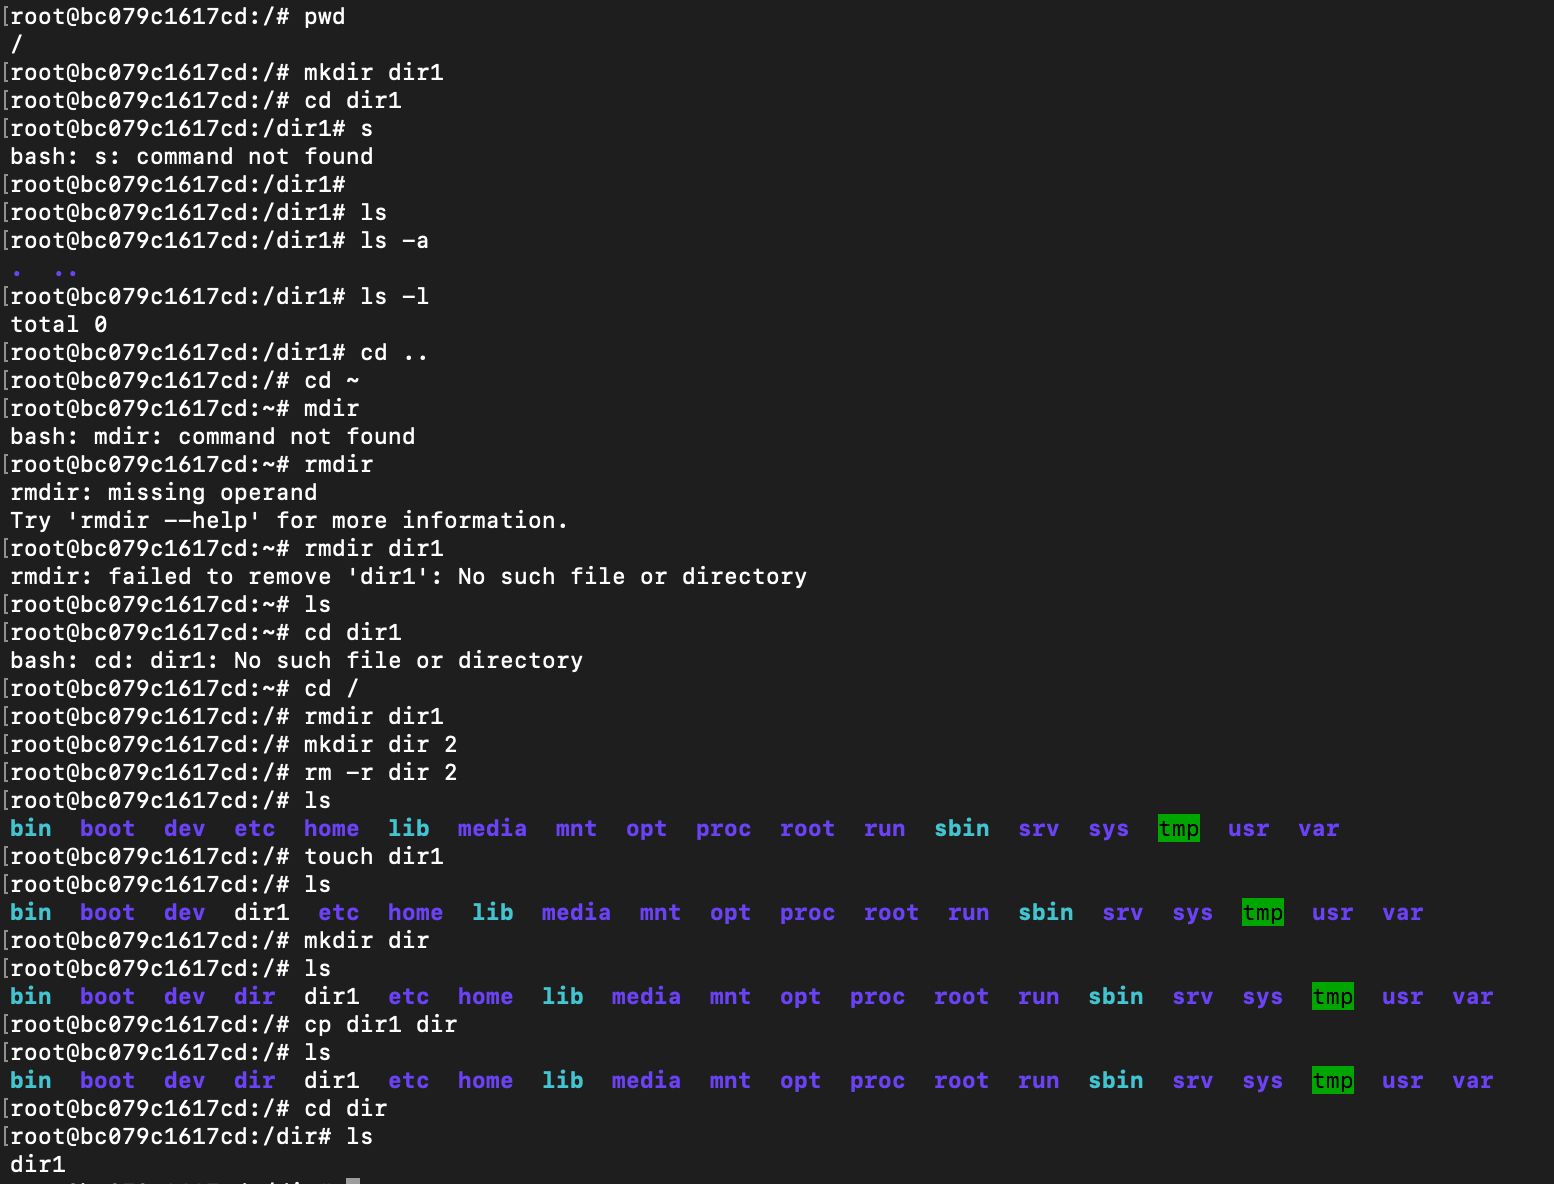 [root@bc079c1617cd:/# pwd
/
[root@bc079c1617cd:/# mkdir dir1
[root@bc079c1617cd:/# cd dir1
[root@bc079c1617cd:/dir1# s
bash: s: command not found
[root@bc079c1617cd:/dir1#
[root@bc079c1617cd:/dir1# ls
[root@bc079c1617cd:/dir1# ls -a
.  ..
[root@bc079c1617cd:/dir1# ls -l
total 0
[root@bc079c1617cd:/dir1# cd ..
[root@bc079c1617cd:/# cd ~
[root@bc079c1617cd:~# mdir
bash: mdir: command not found
[root@bc079c1617cd:~# rmdir
rmdir: missing operand
Try 'rmdir --help' for more information.
[root@bc079c1617cd:~# rmdir dir1
rmdir: failed to remove 'dir1': No such file or directory
[root@bc079c1617cd:~# ls
[root@bc079c1617cd:~# cd dir1
bash: cd: dir1: No such file or directory
[root@bc079c1617cd:~# cd /
[root@bc079c1617cd:/# rmdir dir1
[root@bc079c1617cd:/# mkdir dir 2
[root@bc079c1617cd:/# rm -r dir 2
[root@bc079c1617cd:/# ls
bin  boot  dev  etc  home  lib  media  mnt  opt  proc  root  run  sbin  srv  sys  tmp  usr  var
[root@bc079c1617cd:/# touch dir1
[root@bc079c1617cd:/# ls
bin  boot  dev  dir1  etc  home  lib  media  mnt  opt  proc  root  run  sbin  srv  sys  tmp  usr  var
[root@bc079c1617cd:/# mkdir dir
[root@bc079c1617cd:/# ls
bin  boot  dev  dir  dir1  etc  home  lib  media  mnt  opt  proc  root  run  sbin  srv  sys  tmp  usr  var
[root@bc079c1617cd:/# cp dir1 dir
[root@bc079c1617cd:/# ls
bin  boot  dev  dir  dir1  etc  home  lib  media  mnt  opt  proc  root  run  sbin  srv  sys  tmp  usr  var
[root@bc079c1617cd:/# cd dir
[root@bc079c1617cd:/dir# ls
dir1